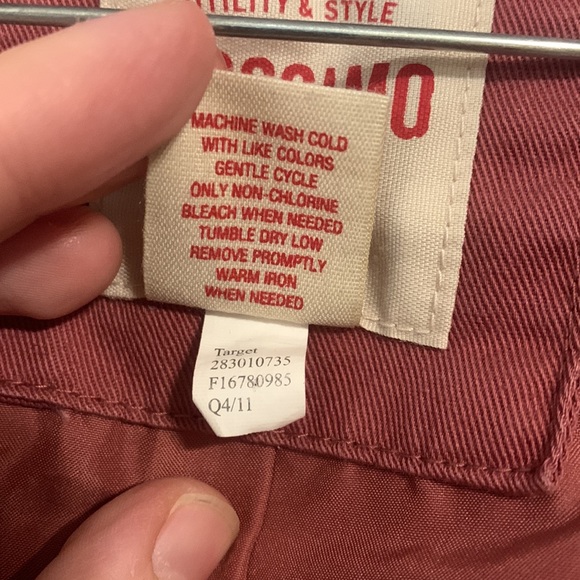 & STYLE
MACHINE WASH COLD
WITH LIKE COLORS
GENTLE CYCLE
ONLY NON-CHLORINE
BLEACH WHEN NEEDED
TUMBLE DRY LOW
REMOVE PROMPTLY
WARM IRON
WHEN NEEDED
Target
283010735
F16780985
Q4/11